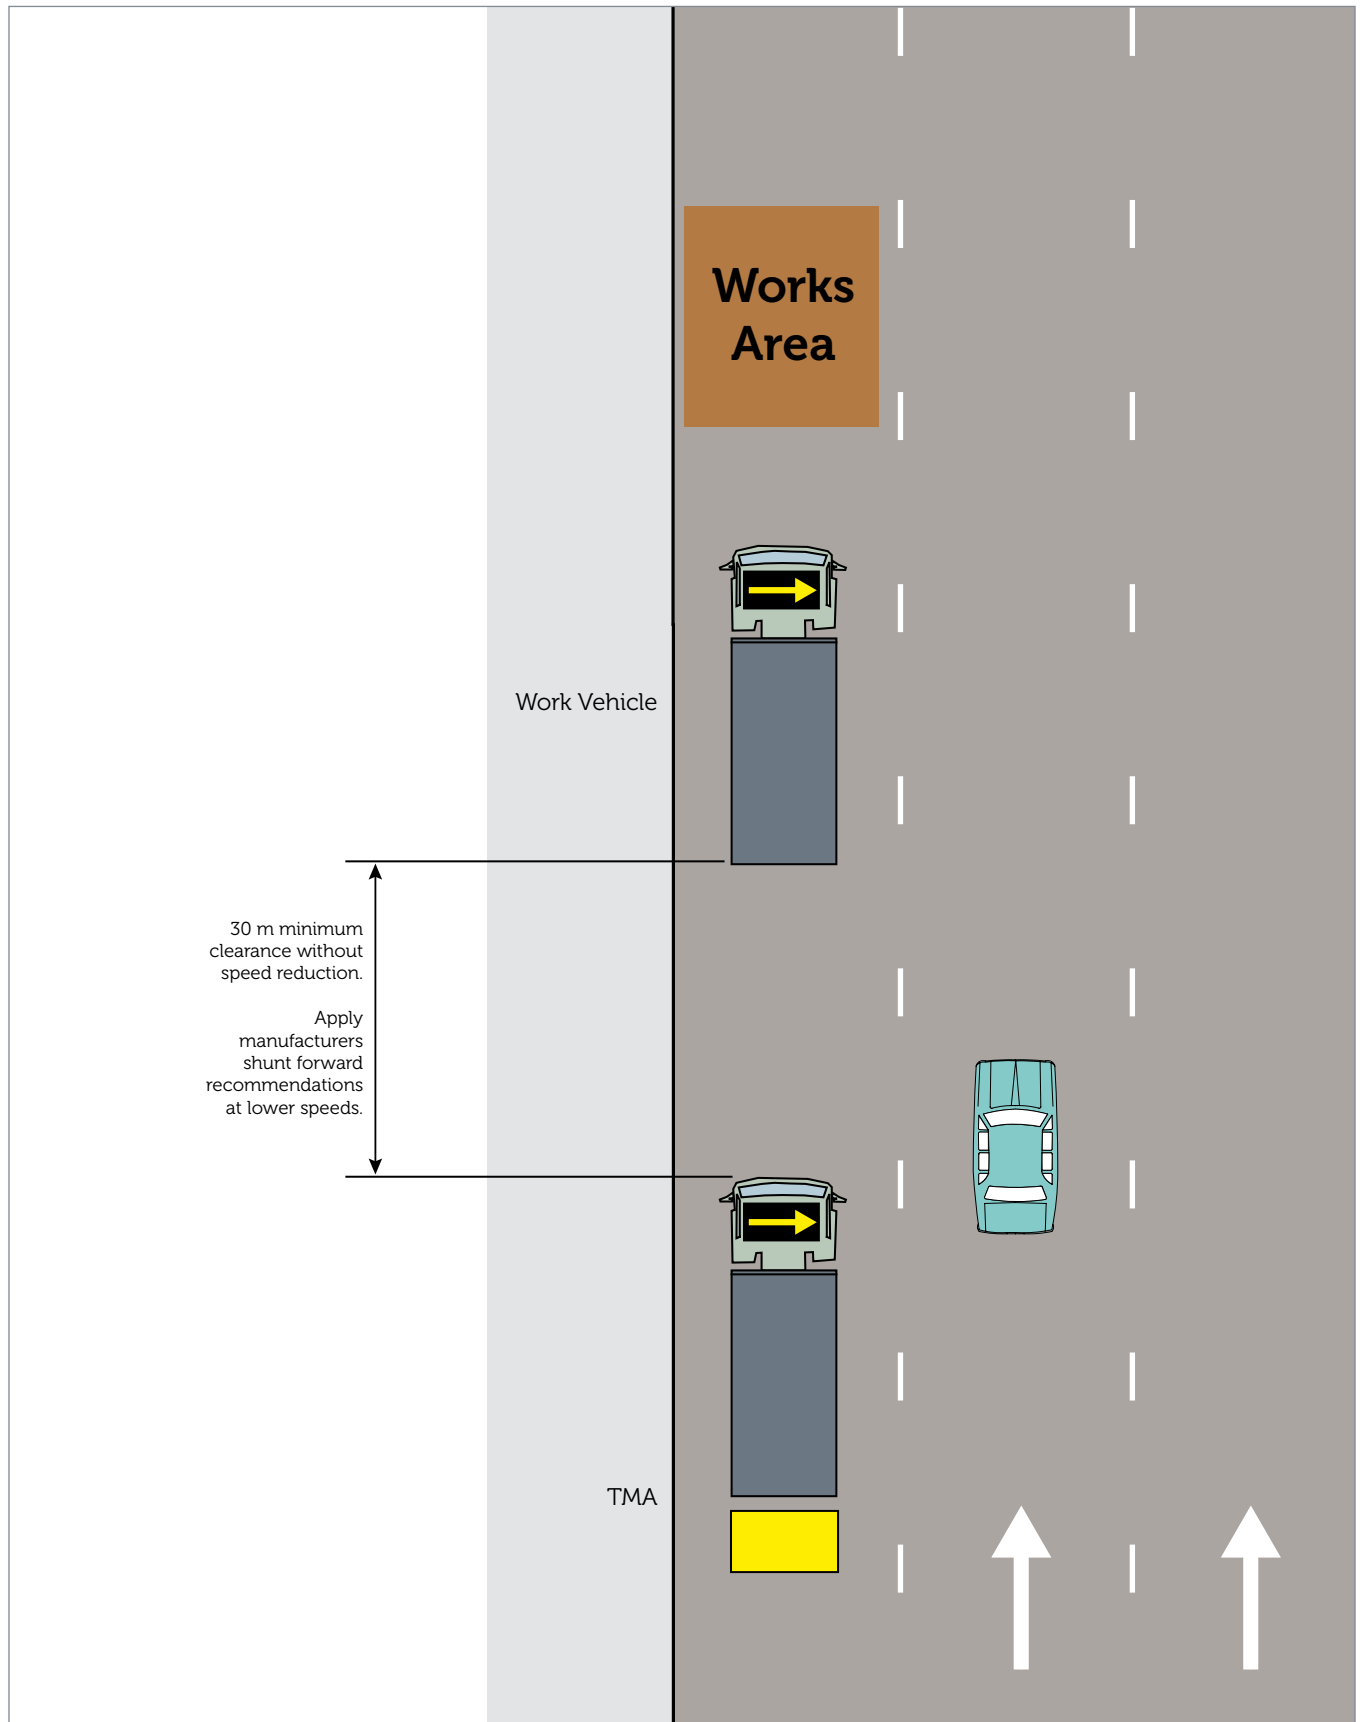 Works
Area
Work Vehicle
30 m minimum
clearance without
speed reduction.
Apply
manufacturers
shunt forward
recommendations
at lower speeds.
TMA